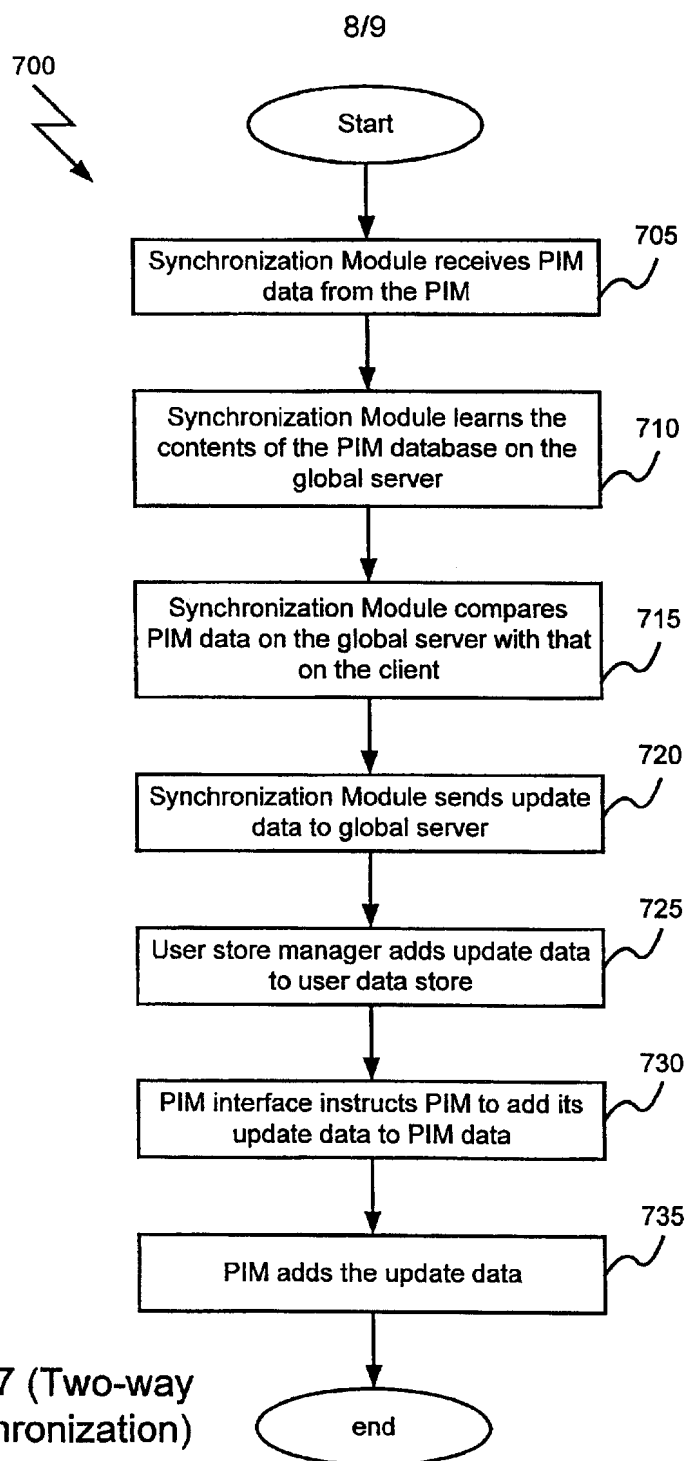 8/9
700
Start
Synchronization Module receives PIM
data from the PIM
705
Synchronization Module learns the
contents of the PIM database on the
global server
710
Synchronization Module compares
PIM data on the global server with that
on the client
715
Synchronization Module sends update
data to global server
720
User store manager adds update data
to user data store
725
PIM interface instructs PIM to add its
update data to PIM data
730
PIM adds the update data
735
7 (Two-way
hronization)
end